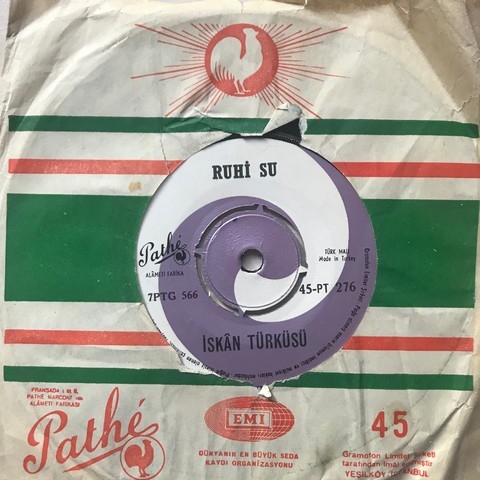 RUHİ SU
Pathé
ALÂMETİ FARİKA
TÜRK MALI
Made in Turkey
7PTG 566
45-PT 276
İSKÂN TÜRKÜSÜ
FRANSADA
PATHE MARCONI
ALÂMETİ FARİKASI
Pathé
EMI
DÜNYANIN EN BÜYÜK SEDA
KAYDI ORGANİZASYONU
45
Gramofon Limited Şirketi
tarafından imal edilmiştir
YEŞİLKÖY-İSTANBUL